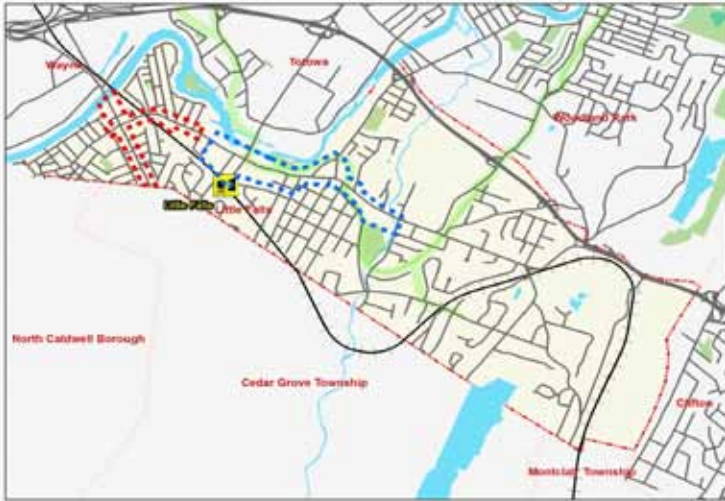 Wayne
Totowa
Woodland Park
Little Falls
Little Falls
North Caldwell Borough
Cedar Grove Township
Clifton
Montclair Township